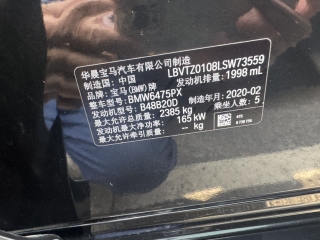 华晨宝马汽车有限公司制造
制造国：中国 LBVTZ0108LSW73559
品牌：宝马(BMW)牌 发动机排量：1998 mL
整车型号：BMW6475PX
发动机型号：B48B20D 制造年月：2020-02
最大允许总质量：2385 kg 乘坐人数：5
发动机最大净功率：165 kW
最大允许牵引质量：-- kg